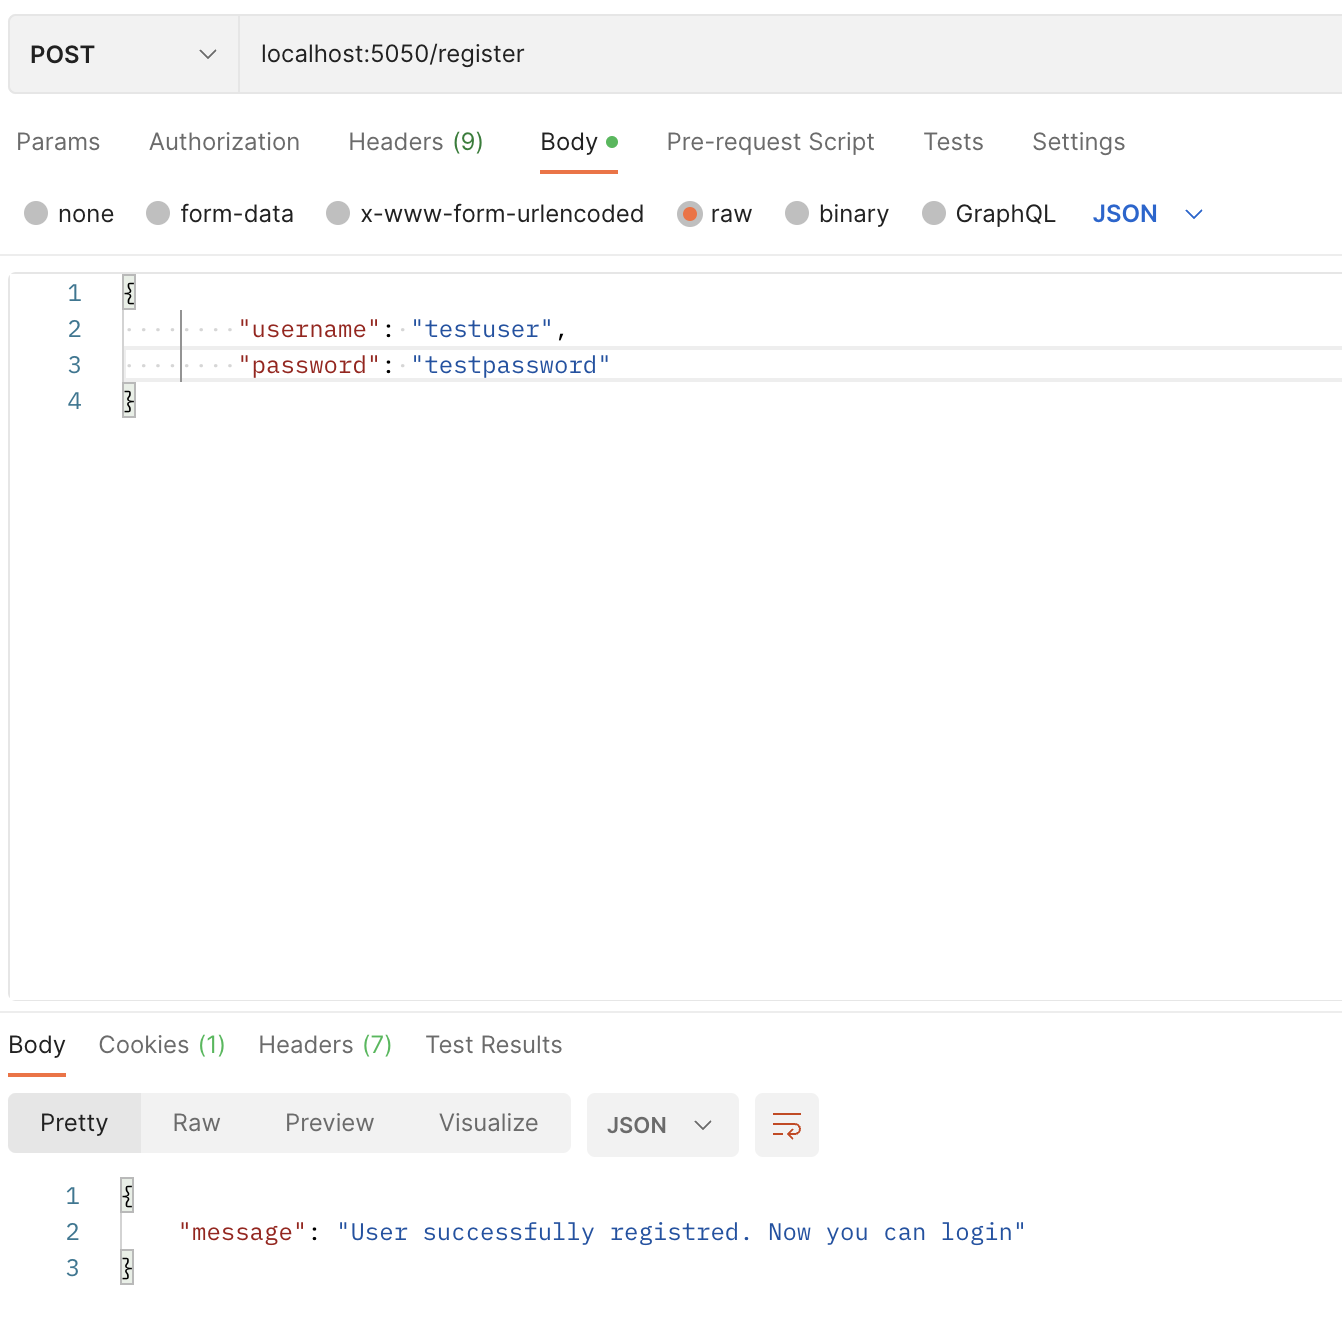 POST localhost:5050/register
Params Authorization Headers (9) Body Pre-request Script Tests Settings
none form-data x-www-form-urlencoded raw binary GraphQL JSON
1 {
2 "username": "testuser",
3 "password": "testpassword"
4 }
Body Cookies (1) Headers (7) Test Results
Pretty Raw Preview Visualize JSON
1 {
2 "message": "User successfully registred. Now you can login"
3 }